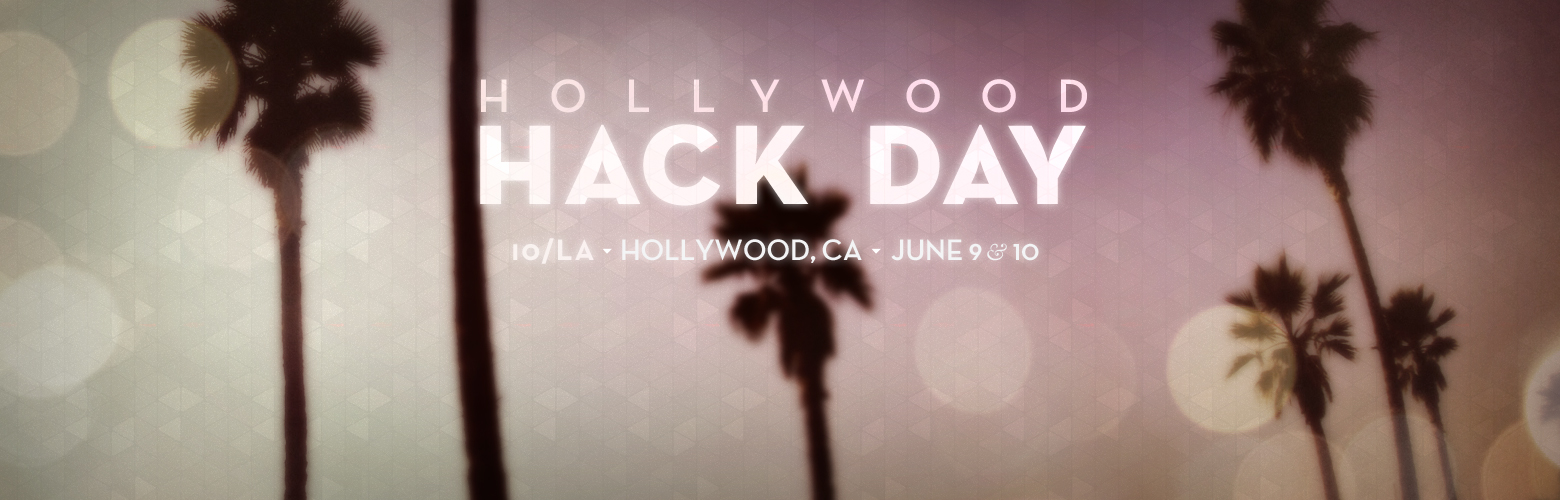 HOLLYWOOD
HACK DAY
10/LA - HOLLYWOOD, CA - JUNE 9 & 10